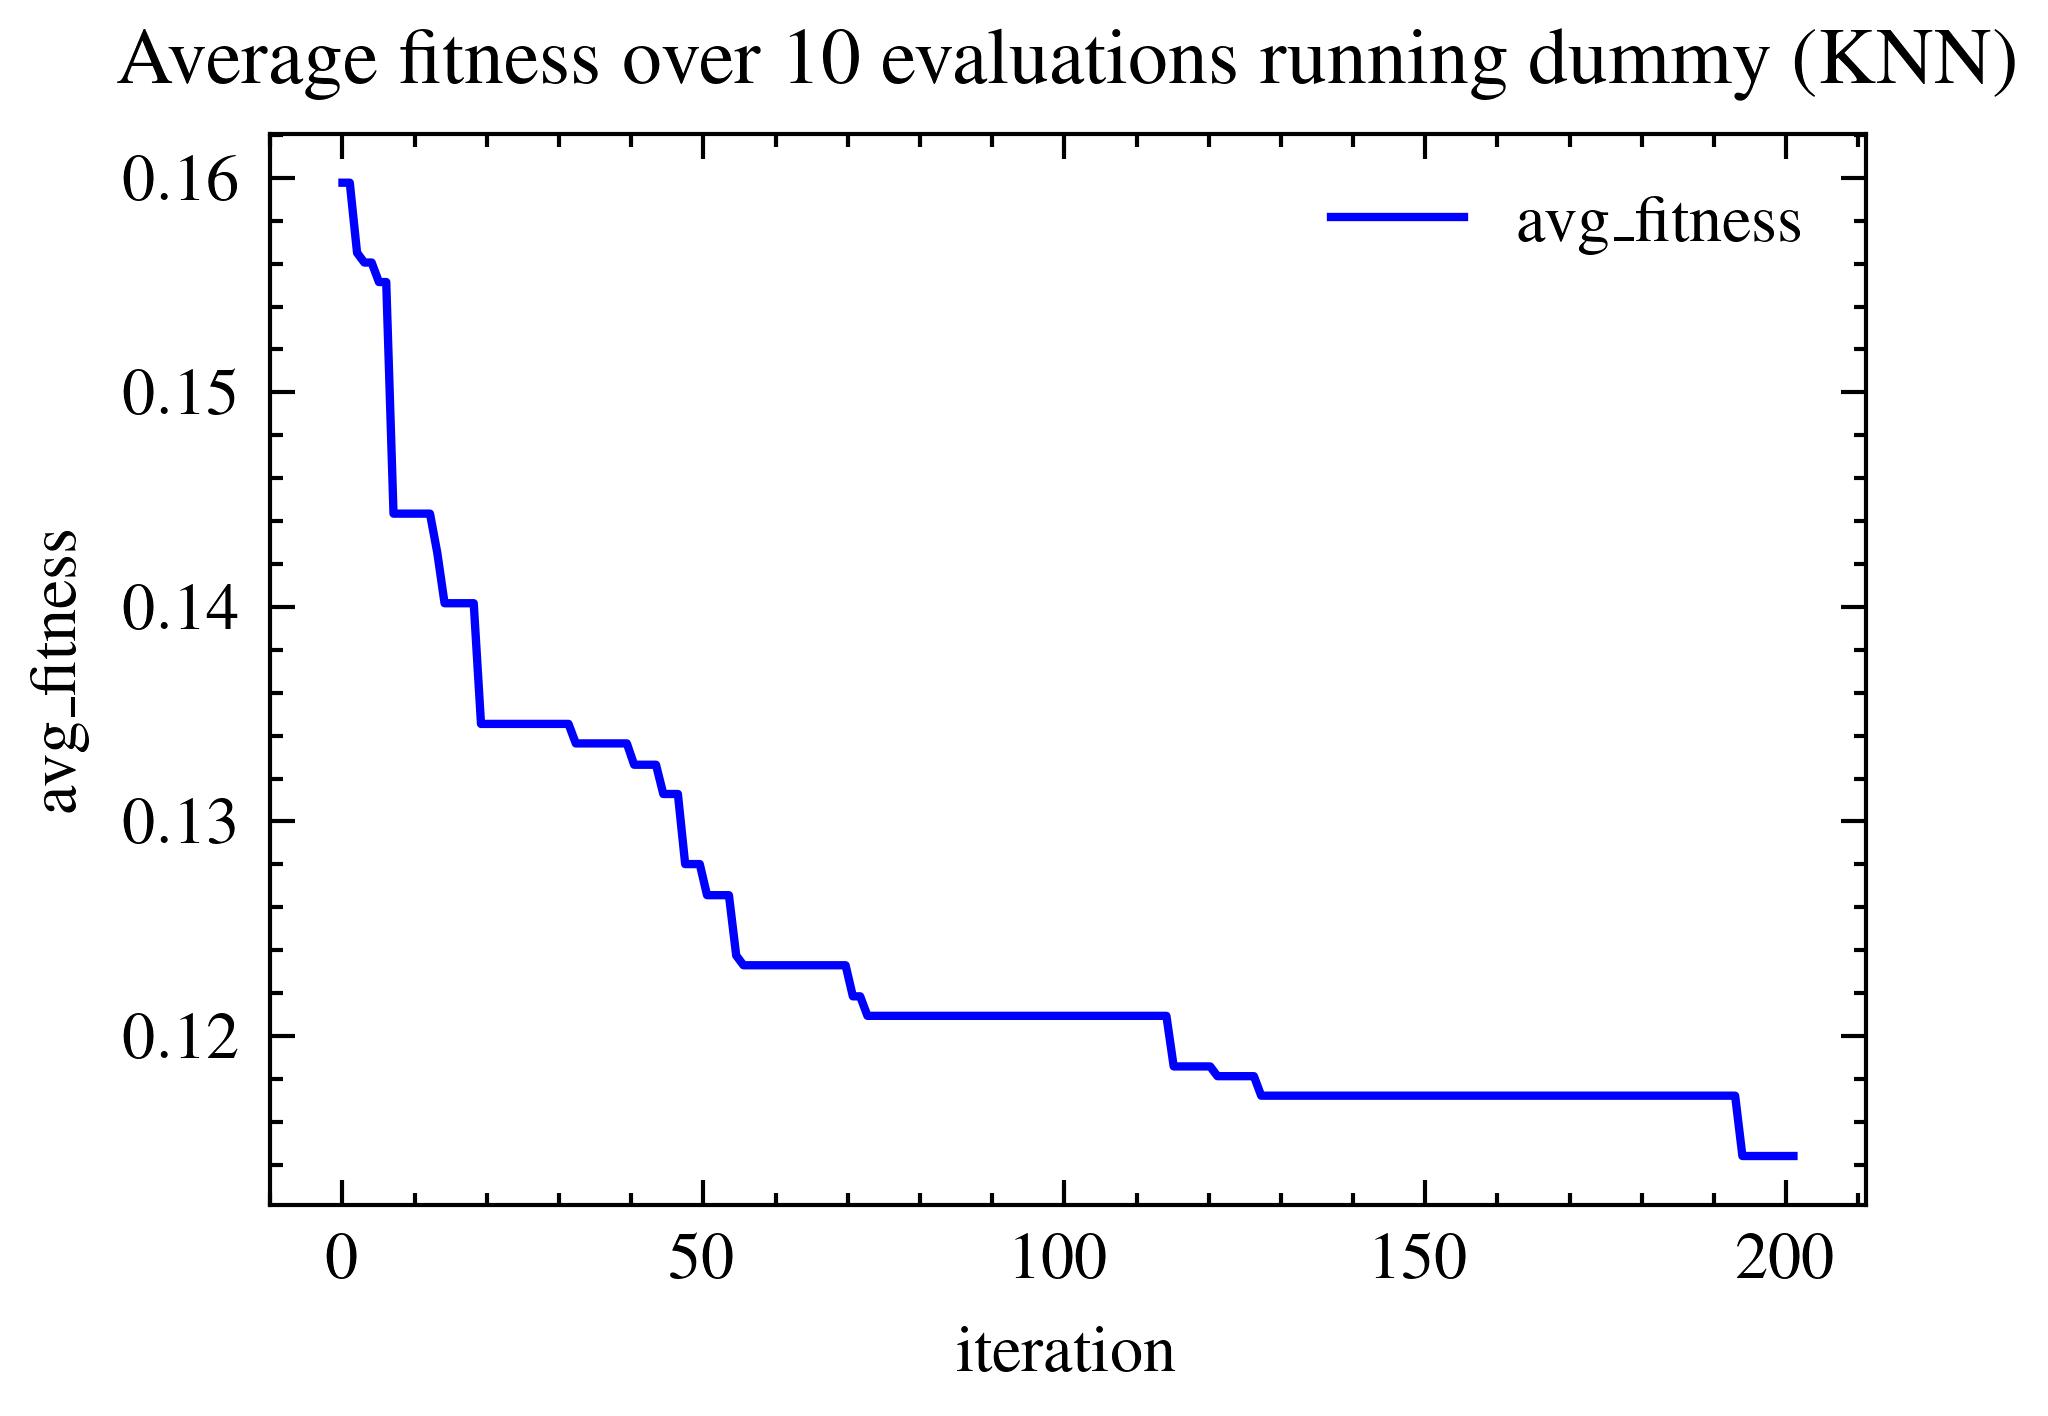 Average fitness over 10 evaluations running dummy (KNN)
avg_fitness
0.16
0.15
0.14
0.13
0.12
avg_fitness
0 50 100 150 200
iteration